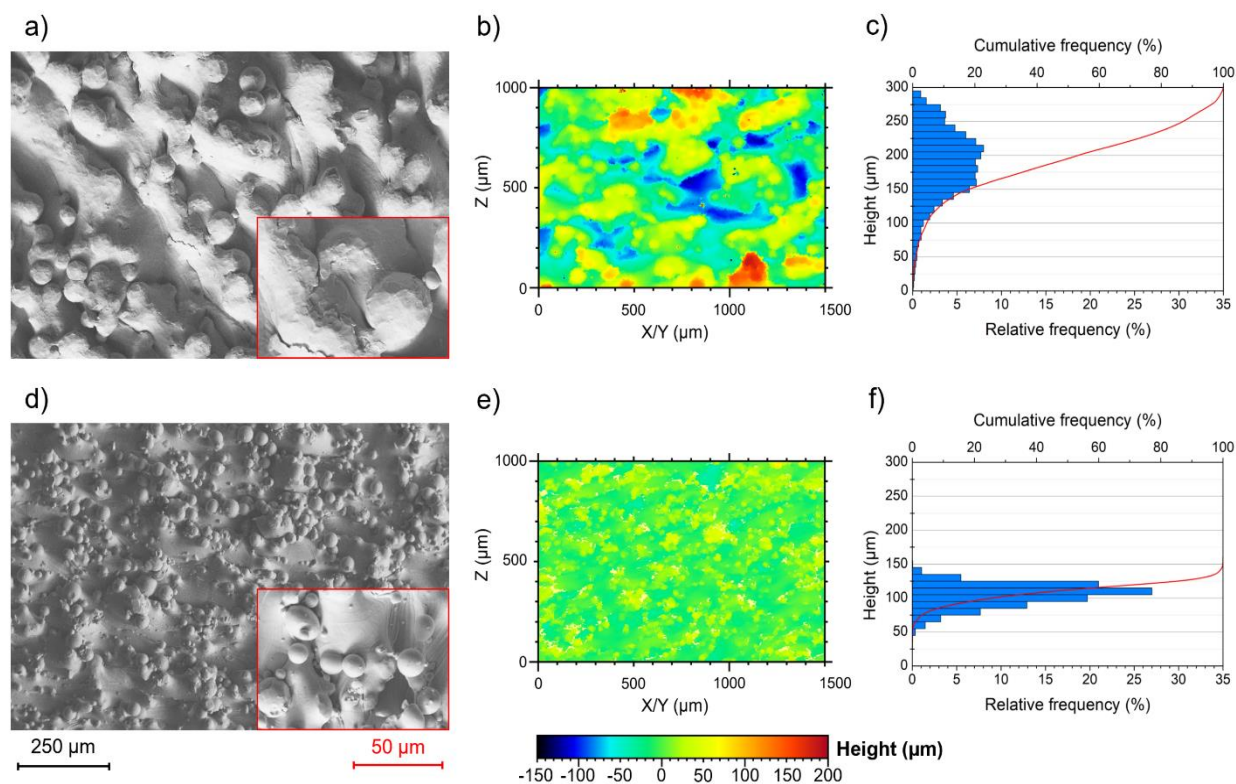 a)
b)
Z (µm)
1000
500
0
0 500 1000 1500
X/Y (µm)
c)
Cumulative frequency (%)
0 20 40 60 80 100
Height (µm)
300
250
200
150
100
50
0
0 5 10 15 20 25 30 35
Relative frequency (%)
d)
250 µm
50 µm
e)
Z (µm)
1000
500
0
0 500 1000 1500
X/Y (µm)
f)
Cumulative frequency (%)
0 20 40 60 80 100
Height (µm)
300
250
200
150
100
50
0
0 5 10 15 20 25 30 35
Relative frequency (%)
Height (µm)
-150 -100 -50 0 50 100 150 200